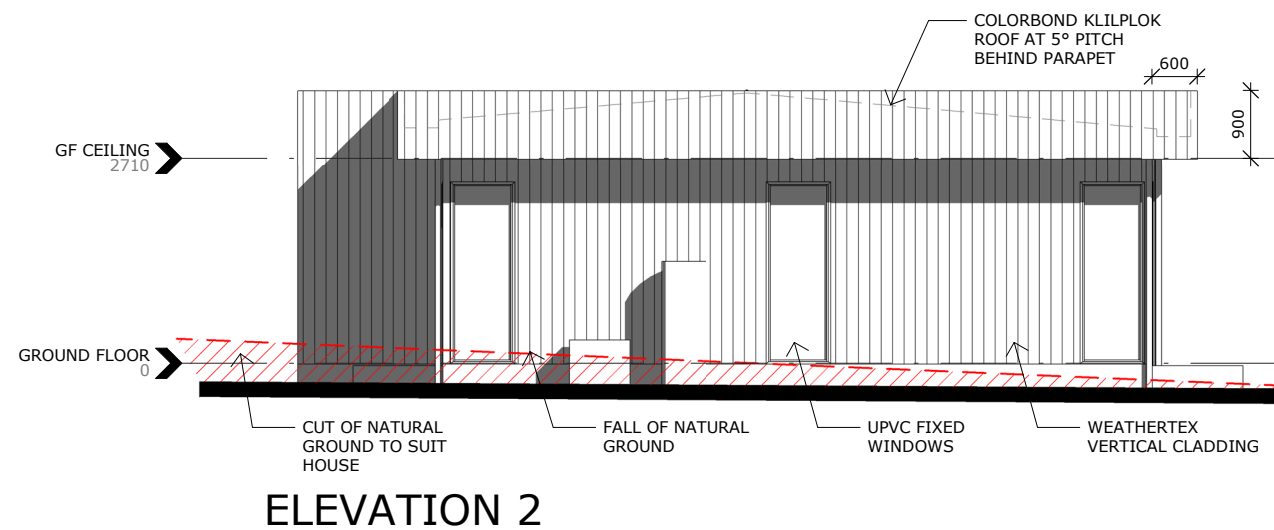 COLORBOND KLILPLOK
ROOF AT 5° PITCH
BEHIND PARAPET
600
900
GF CEILING
2710
GROUND FLOOR
0
CUT OF NATURAL
GROUND TO SUIT
HOUSE
FALL OF NATURAL
GROUND
UPVC FIXED
WINDOWS
WEATHERTEX
VERTICAL CLADDING
ELEVATION 2